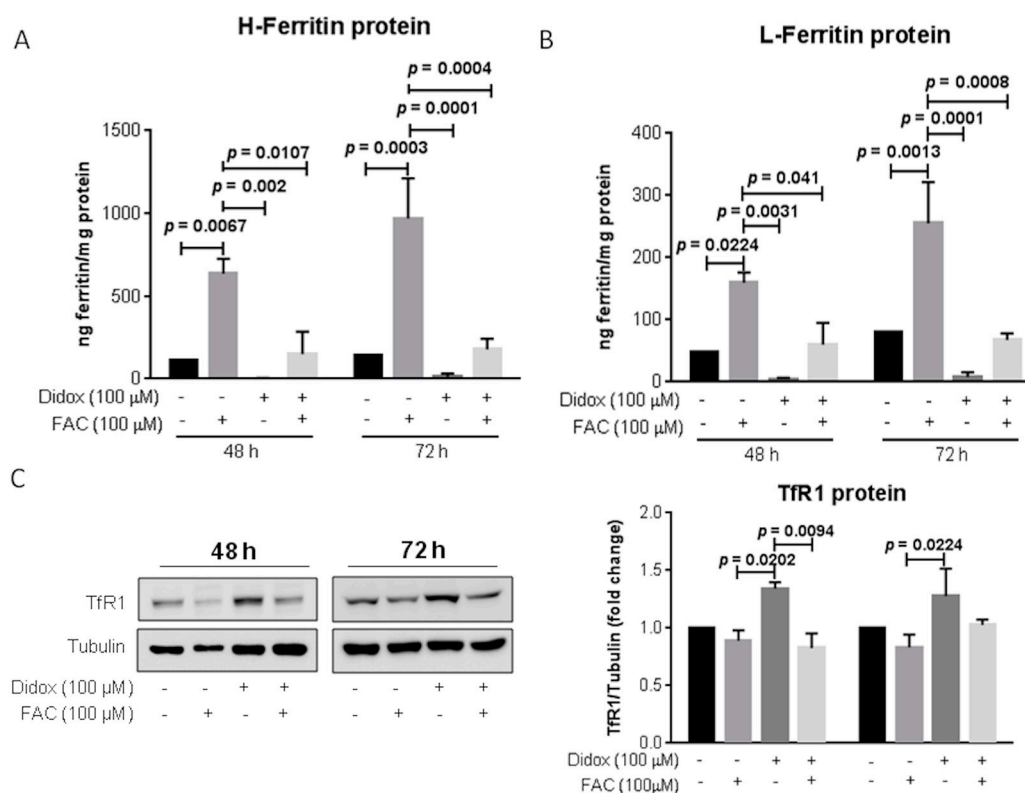 A
H-Ferritin protein
p = 0.0004
p = 0.0001
p = 0.0003
p = 0.0107
p = 0.002
p = 0.0067
ng ferritin/mg protein
1500
1000
500
0
Didox (100 µM) - - + + - - + +
FAC (100 µM) - + - + - + - +
48 h 72 h
B
L-Ferritin protein
p = 0.0008
p = 0.0001
p = 0.0013
p = 0.041
p = 0.0031
p = 0.0224
ng ferritin/mg protein
400
300
200
100
0
Didox (100 µM) - - + + - - + +
FAC (100 µM) - + - + - + - +
48 h 72 h
C
48 h 72 h
TfR1
Tubulin
Didox (100 µM) - - + + - - + +
FAC (100 µM) - + - + - + - +
TfR1 protein
p = 0.0094
p = 0.0202
p = 0.0224
TfR1/Tubulin (fold change)
2.0
1.5
1.0
0.5
0.0
Didox (100 µM) - - + + - - + +
FAC (100µM) - + - + - + - +